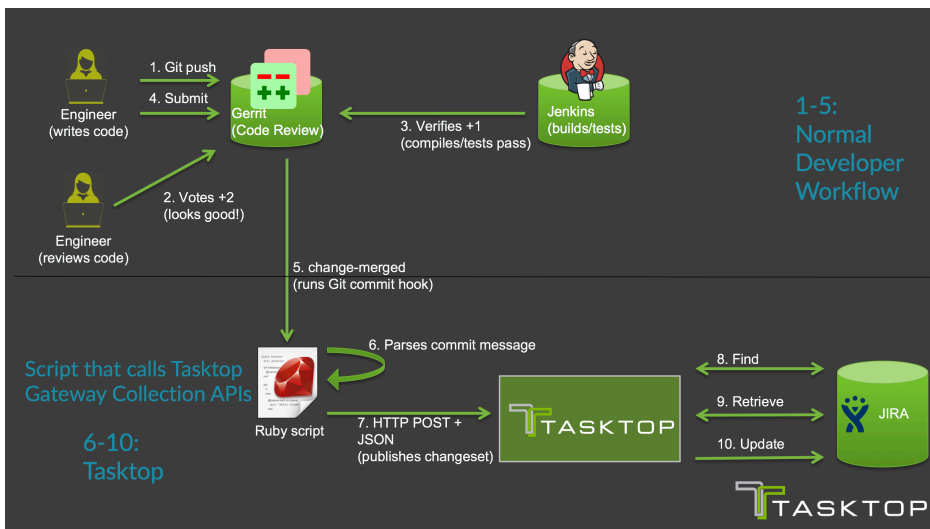 1. Git push
4. Submit
Engineer
(writes code)
Gerrit
(Code Review)
3. Verifies +1
(compiles/tests pass)
Jenkins
(builds/tests)
1-5:
Normal
Developer
Workflow
2. Votes +2
(looks good!)
Engineer
(reviews code)
5. change-merged
(runs Git commit hook)
Script that calls Tasktop
Gateway Collection APIs
6-10:
Tasktop
6. Parses commit message
Ruby script
7. HTTP POST +
JSON
(publishes changeset)
TASKTOP
8. Find
9. Retrieve
10. Update
JIRA
TASKTOP